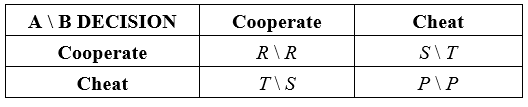 A \ B DECISION Cooperate Cheat
Cooperate R \ R S \ T
Cheat T \ S P \ P